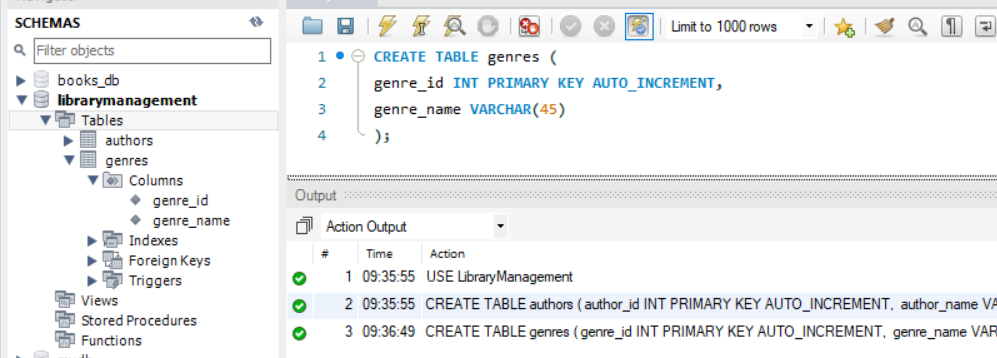 SCHEMAS
Filter objects
books_db
librarymanagement
Tables
authors
genres
Columns
genre_id
genre_name
Indexes
Foreign Keys
Triggers
Views
Stored Procedures
Functions
Limit to 1000 rows
1 CREATE TABLE genres (
2 genre_id INT PRIMARY KEY AUTO_INCREMENT,
3 genre_name VARCHAR(45)
4 );
Output
Action Output
# Time Action
1 09:35:55 USE LibraryManagement
2 09:35:55 CREATE TABLE authors ( author_id INT PRIMARY KEY AUTO_INCREMENT, author_name VA
3 09:36:49 CREATE TABLE genres ( genre_id INT PRIMARY KEY AUTO_INCREMENT, genre_name VAR